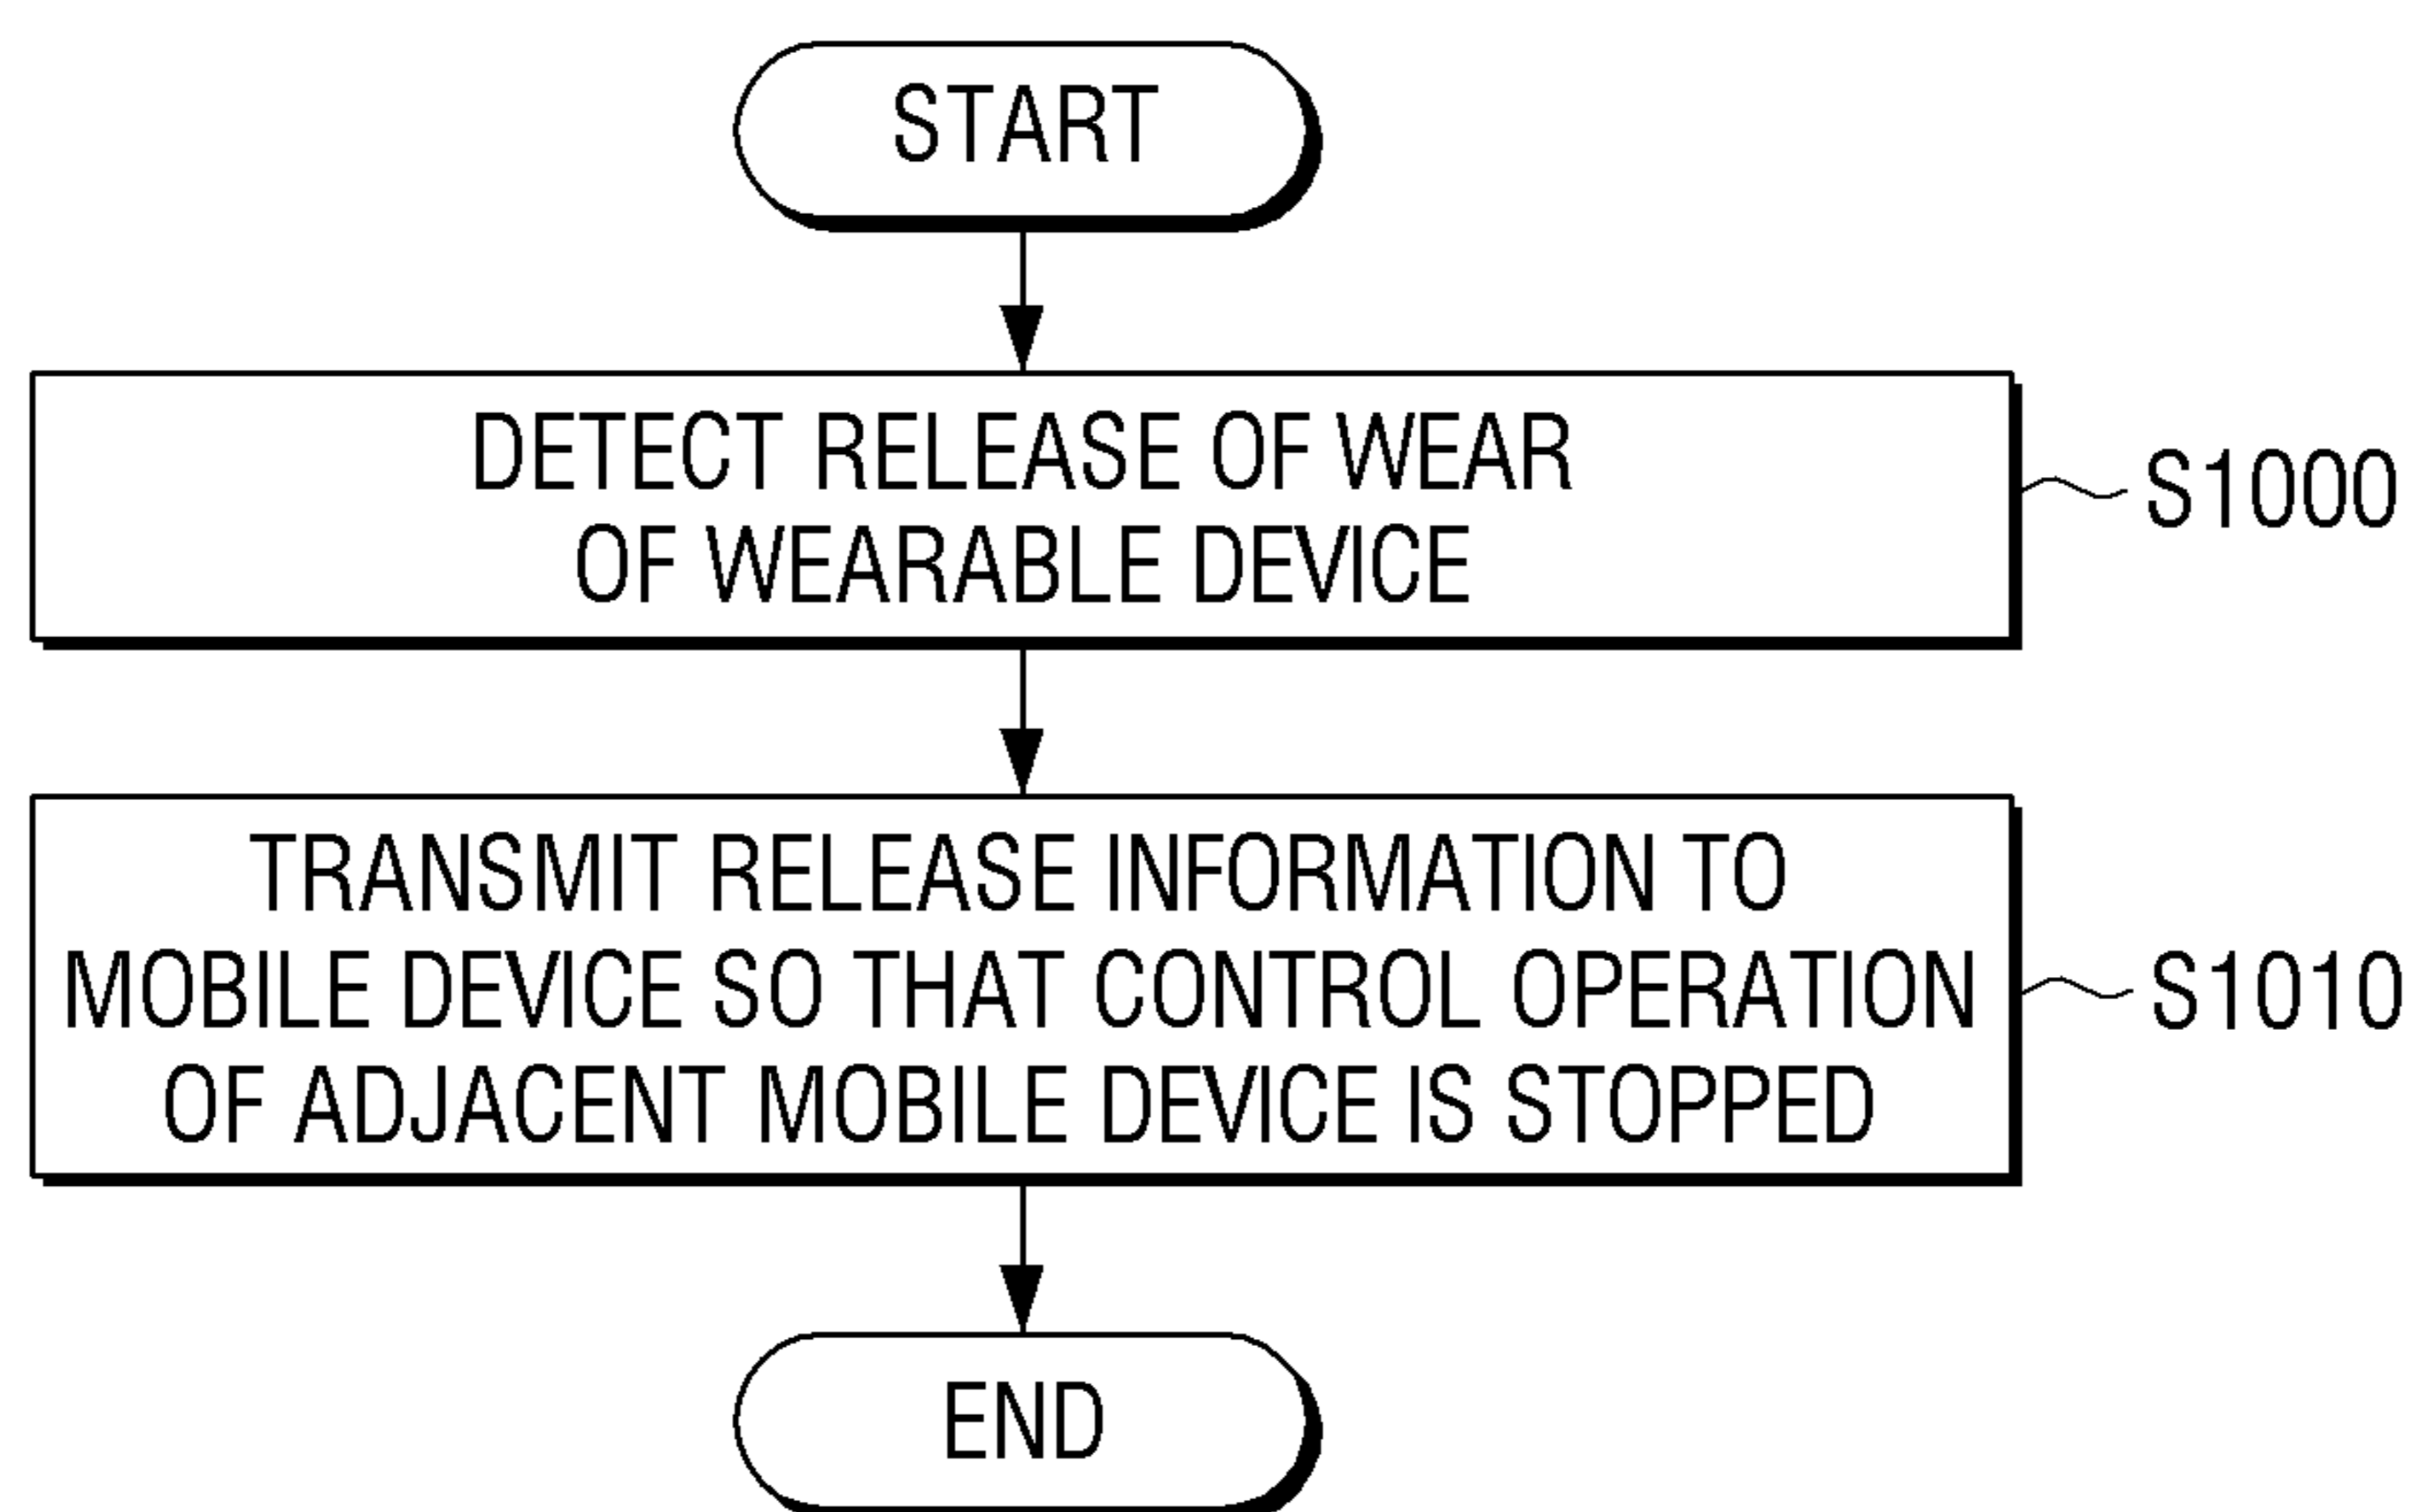 START
DETECT RELEASE OF WEAR
OF WEARABLE DEVICE
S1000
TRANSMIT RELEASE INFORMATION TO
MOBILE DEVICE SO THAT CONTROL OPERATION
OF ADJACENT MOBILE DEVICE IS STOPPED
S1010
END